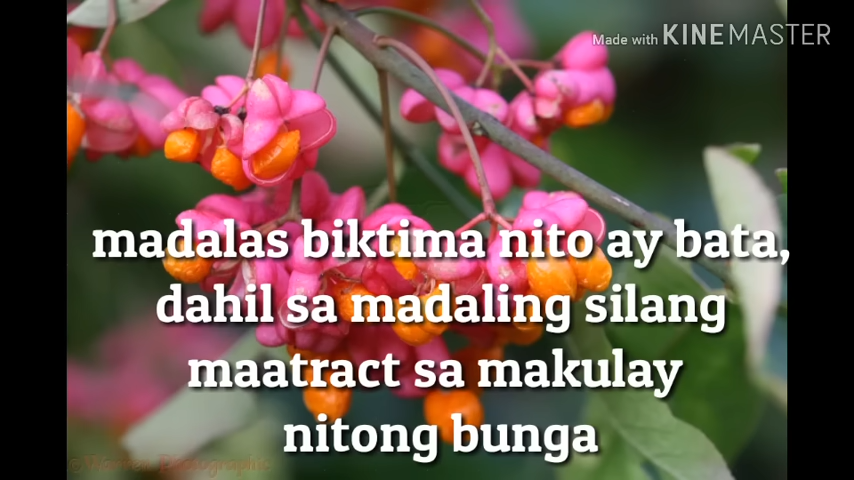 Made with KINEMASTER
madalas biktima nito ay bata,
dahil sa madaling silang
maatract sa makulay
nitong bunga